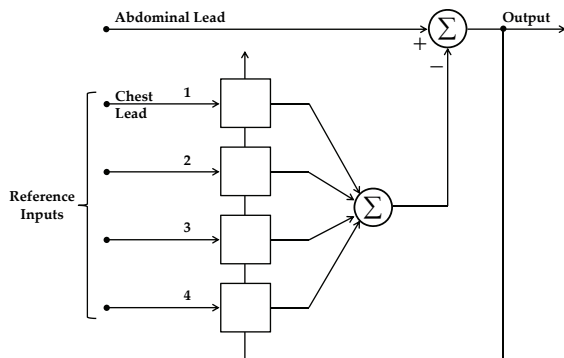 Abdominal Lead
Output
Σ
+
−
Chest
Lead
1
2
Reference
Inputs
Σ
3
4